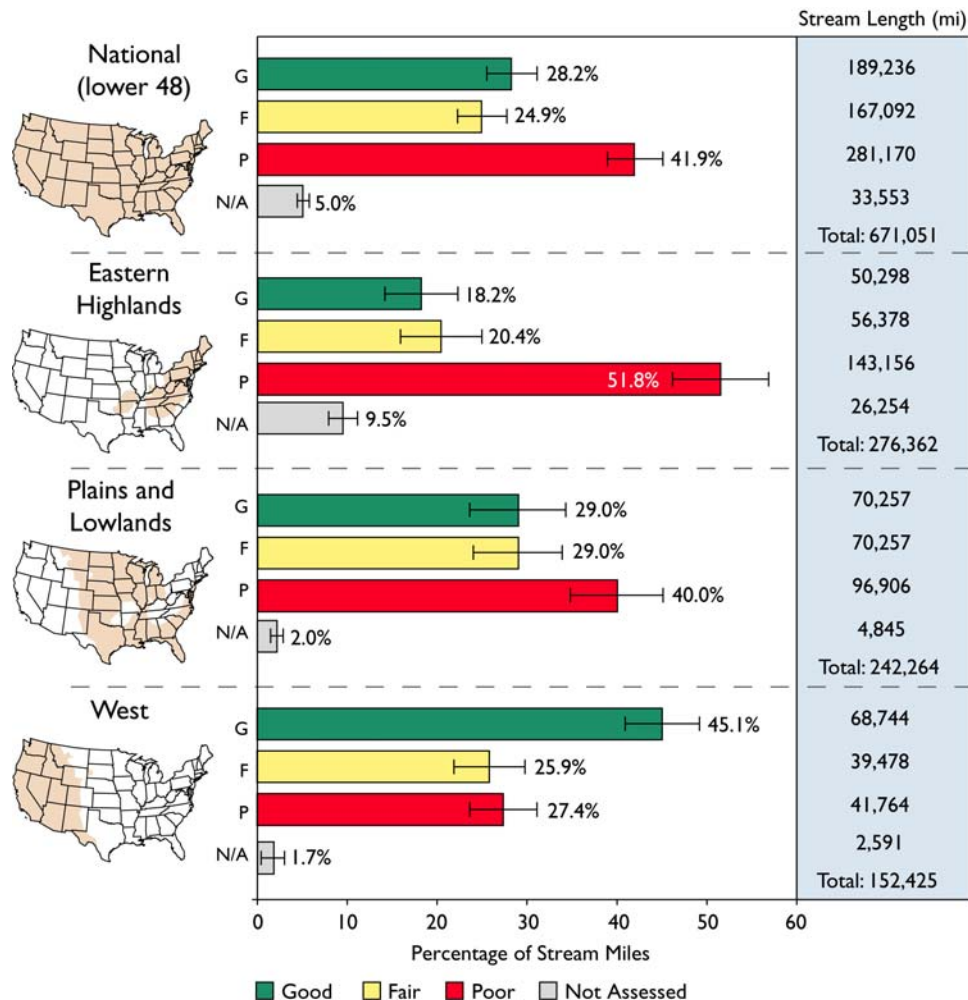 Stream Length (mi)
National
(lower 48)
G 28.2% 189,236
F 24.9% 167,092
P 41.9% 281,170
N/A 5.0% 33,553
Total: 671,051
Eastern
Highlands
G 18.2% 50,298
F 20.4% 56,378
P 51.8% 143,156
N/A 9.5% 26,254
Total: 276,362
Plains and
Lowlands
G 29.0% 70,257
F 29.0% 70,257
P 40.0% 96,906
N/A 2.0% 4,845
Total: 242,264
West
G 45.1% 68,744
F 25.9% 39,478
P 27.4% 41,764
N/A 1.7% 2,591
Total: 152,425
0 10 20 30 40 50 60
Percentage of Stream Miles
Good Fair Poor Not Assessed